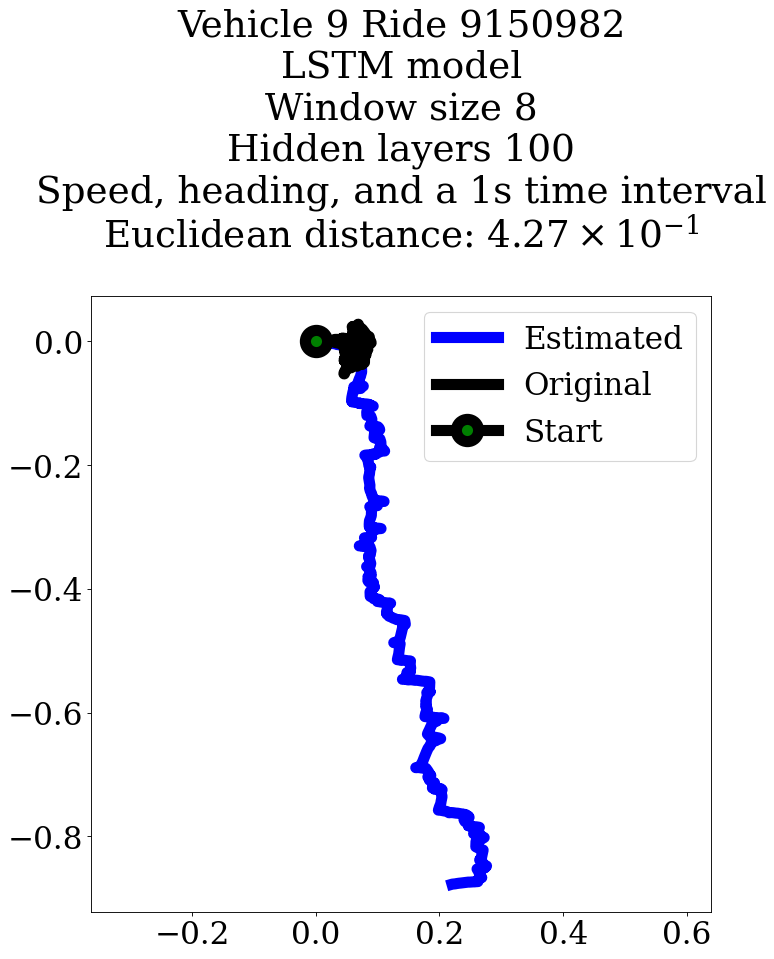 Vehicle 9 Ride 9150982
LSTM model
Window size 8
Hidden layers 100
Speed, heading, and a 1s time interval
Euclidean distance: 4.27 × 10⁻¹
Estimated
Original
Start
0.0
−0.2
−0.4
−0.6
−0.8
−0.2 0.0 0.2 0.4 0.6